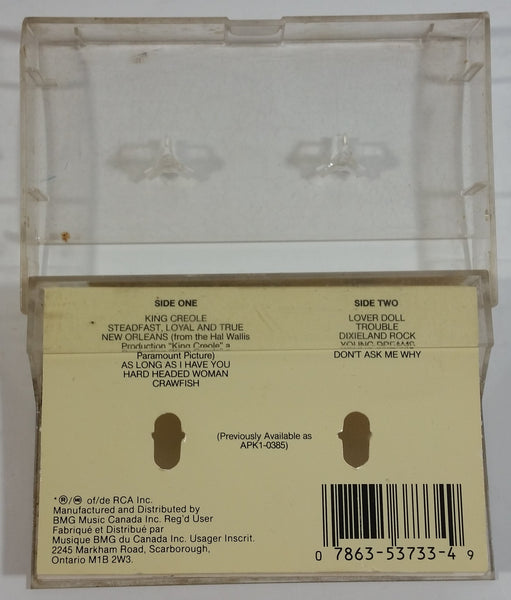 SIDE ONE
KING CREOLE
STEADFAST, LOYAL AND TRUE
NEW ORLEANS (from the Hal Wallis
Production "King Creole" a
Paramount Picture)
AS LONG AS I HAVE YOU
HARD HEADED WOMAN
CRAWFISH
SIDE TWO
LOVER DOLL
TROUBLE
DIXIELAND ROCK
YOUNG DREAMS
DON'T ASK ME WHY
(Previously Available as
APK1-0385)
*®/ of/de RCA Inc.
Manufactured and Distributed by
BMG Music Canada Inc. Reg'd User
Fabriqué et Distribué par
Musique BMG du Canada Inc. Usager Inscrit.
2245 Markham Road, Scarborough,
Ontario M1B 2W3.
0 7863-53733-4 9